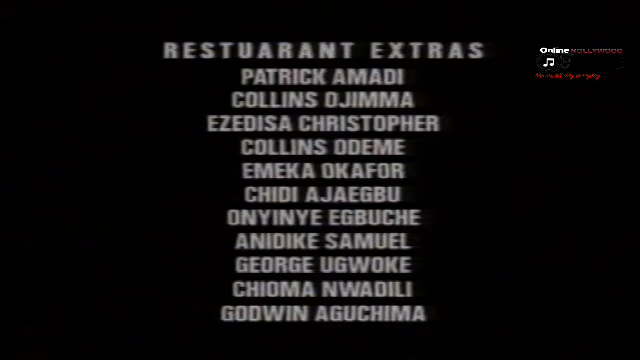 RESTUARANT EXTRAS
PATRICK AMADI
COLLINS OJIMMA
EZEDISA CHRISTOPHER
COLLINS ODEME
EMEKA OKAFOR
CHIDI AJAEGBU
ONYINYE EGBUCHE
ANIDIKE SAMUEL
GEORGE UGWOKE
CHIOMA NWADILI
GODWIN AGUCHIMA
Online NOLLYWOOD